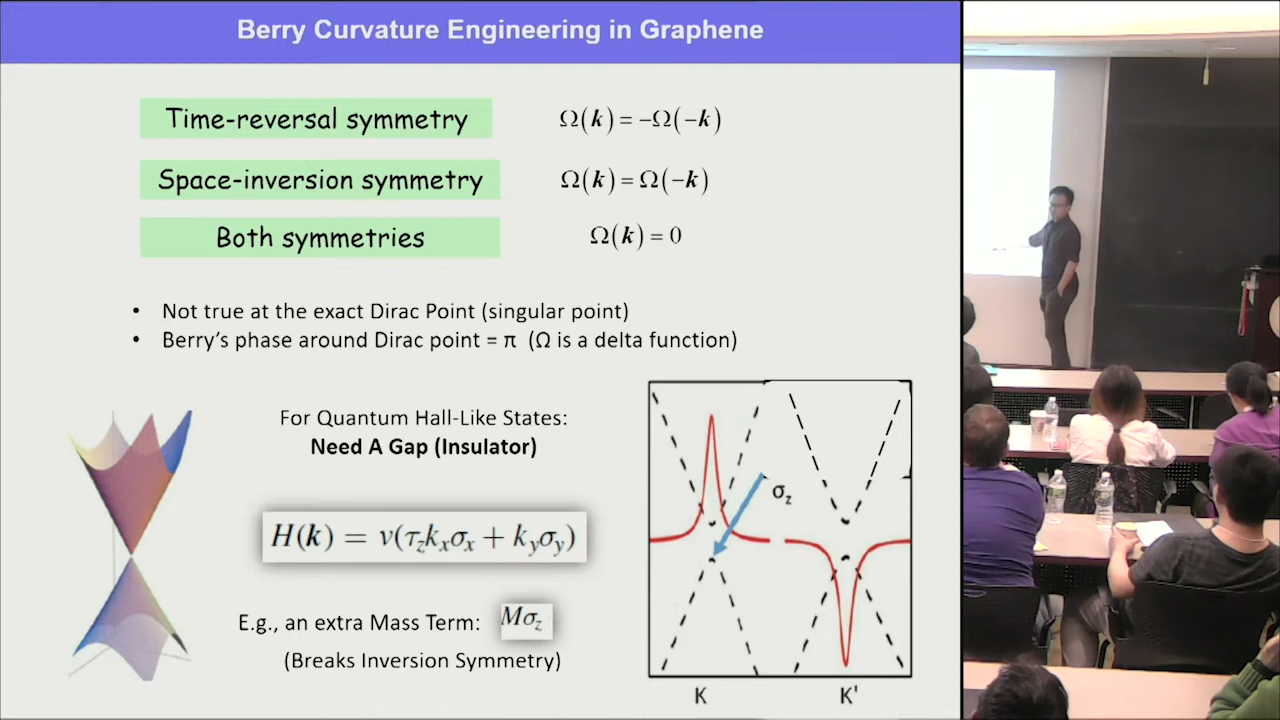 Berry Curvature Engineering in Graphene
Time-reversal symmetry
Ω(k) = −Ω(−k)
Space-inversion symmetry
Ω(k) = Ω(−k)
Both symmetries
Ω(k) = 0
• Not true at the exact Dirac Point (singular point)
• Berry's phase around Dirac point = π (Ω is a delta function)
For Quantum Hall-Like States:
Need A Gap (Insulator)
H(k) = v(τzkxσx + kyσy)
E.g., an extra Mass Term: Mσz
(Breaks Inversion Symmetry)
σz
K
K'